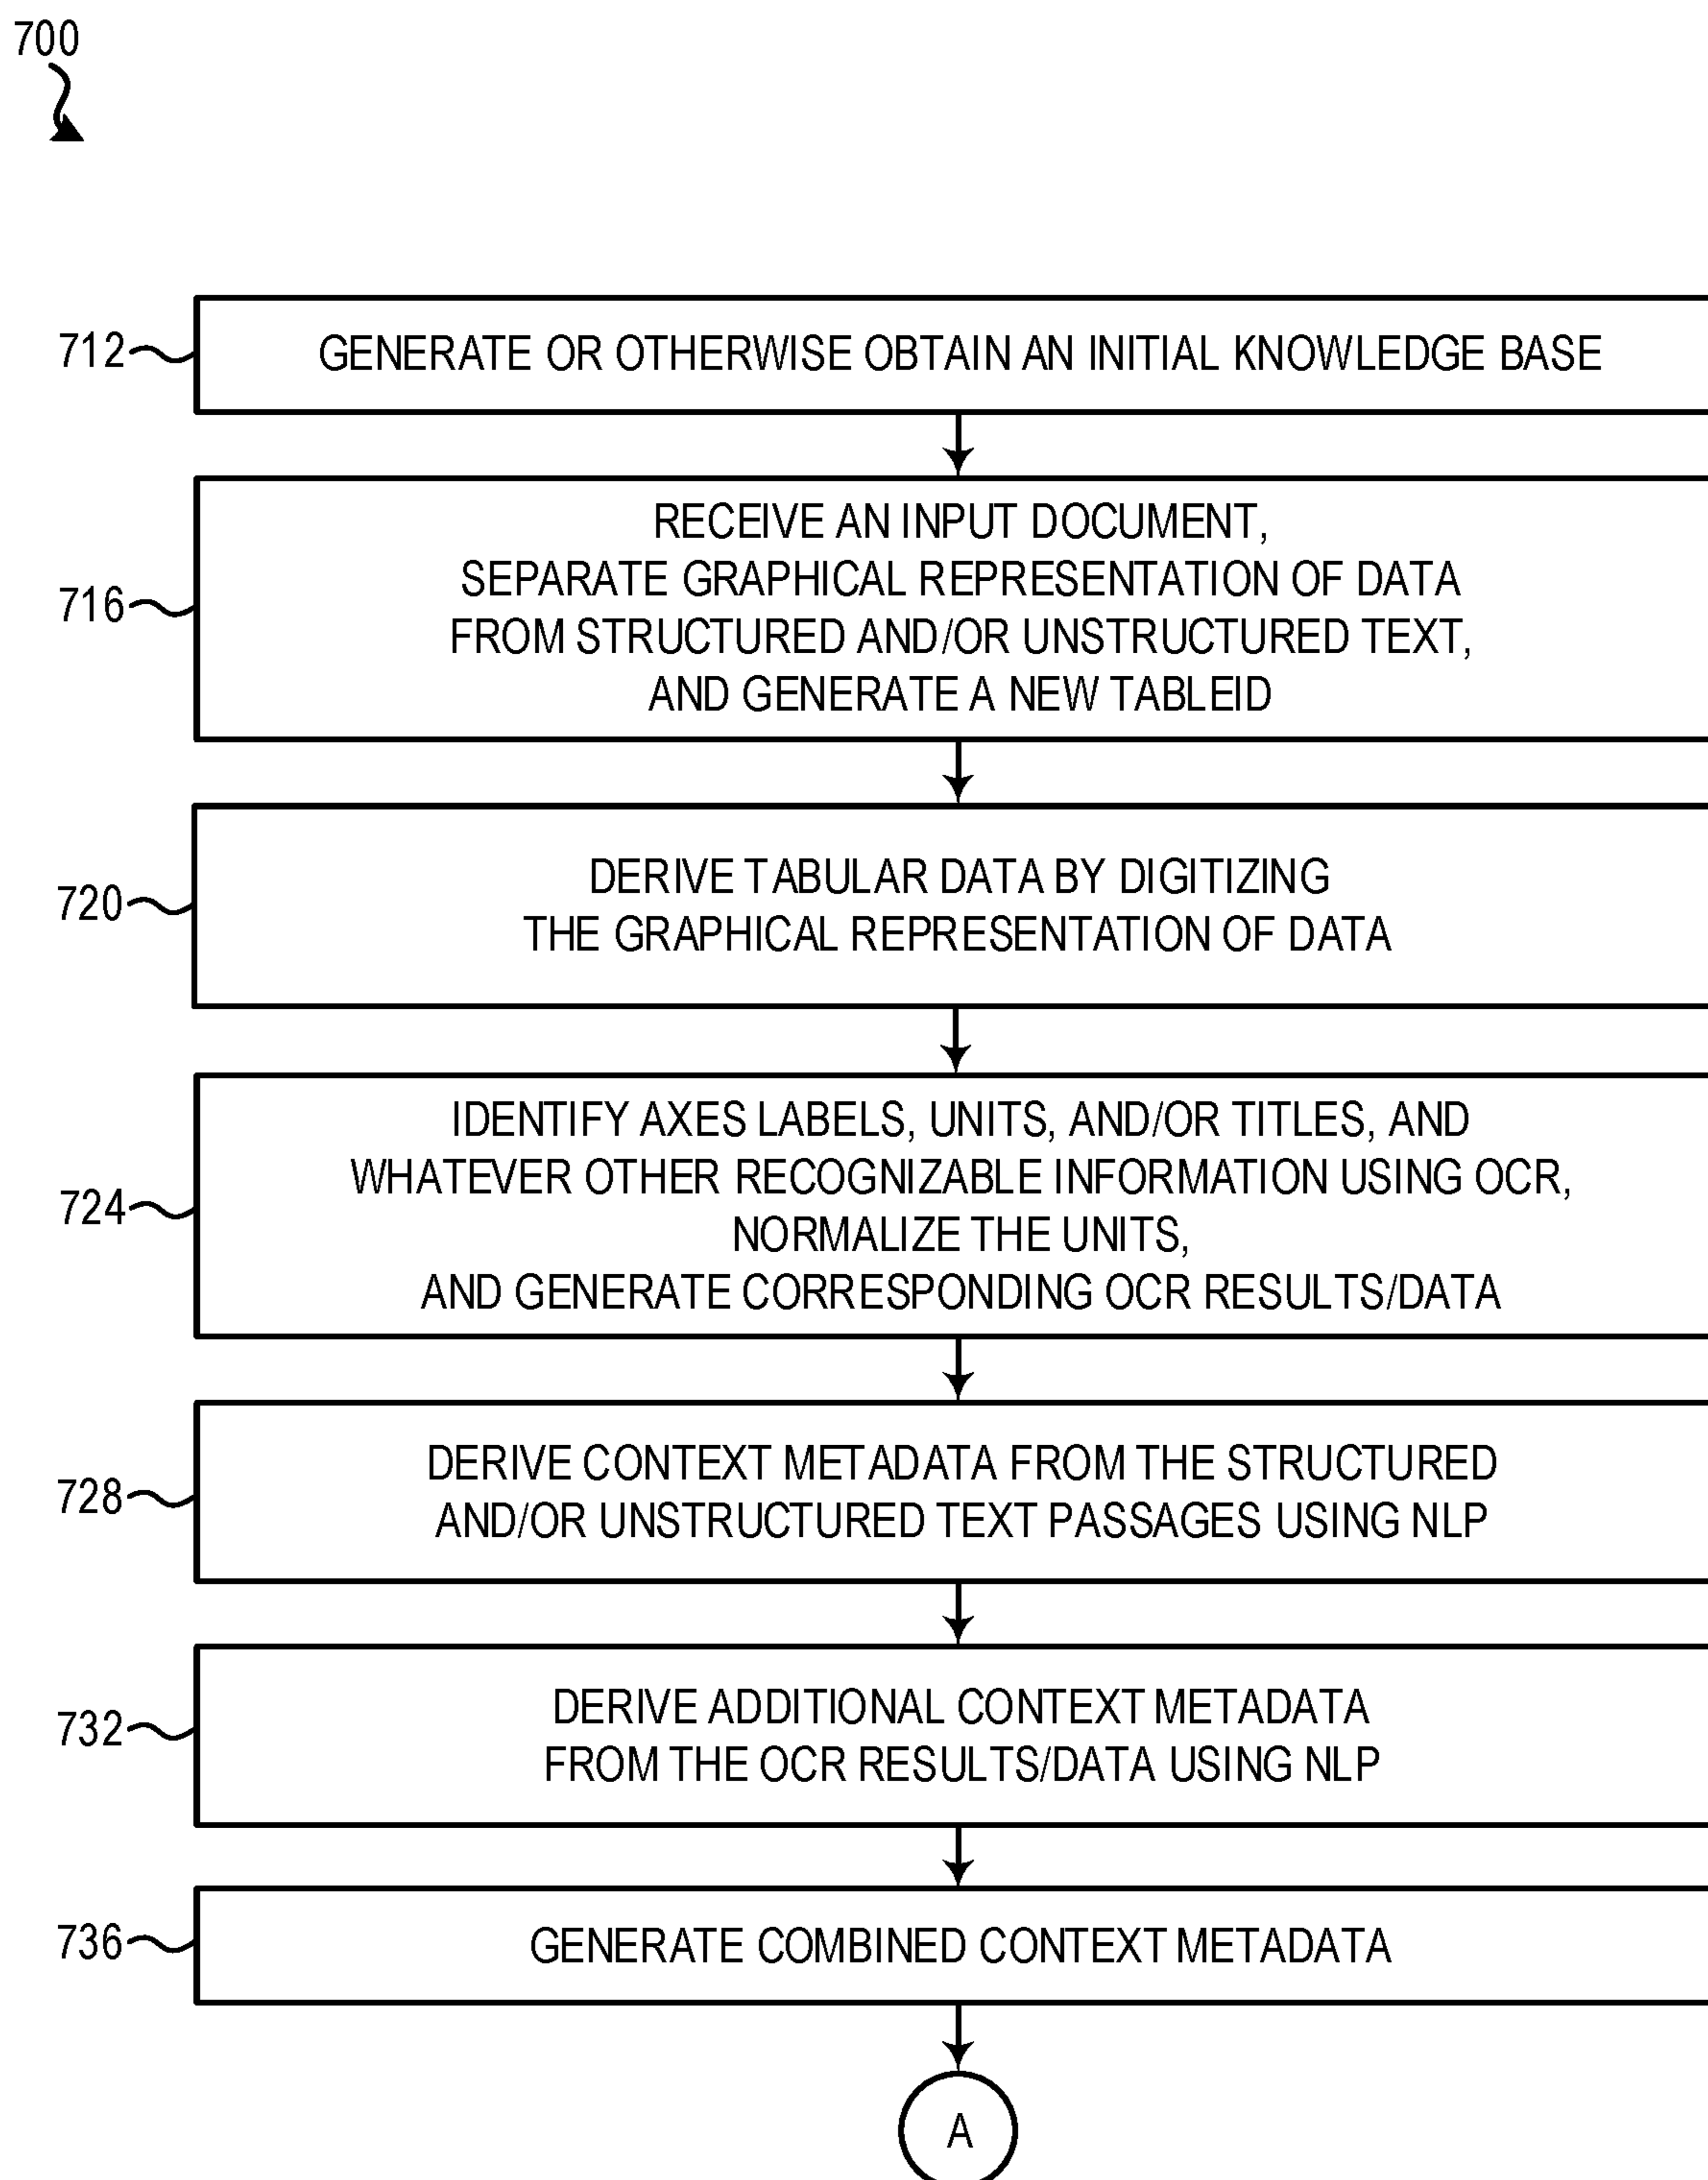 700
712
GENERATE OR OTHERWISE OBTAIN AN INITIAL KNOWLEDGE BASE
716
RECEIVE AN INPUT DOCUMENT,
SEPARATE GRAPHICAL REPRESENTATION OF DATA
FROM STRUCTURED AND/OR UNSTRUCTURED TEXT,
AND GENERATE A NEW TABLEID
720
DERIVE TABULAR DATA BY DIGITIZING
THE GRAPHICAL REPRESENTATION OF DATA
724
IDENTIFY AXES LABELS, UNITS, AND/OR TITLES, AND
WHATEVER OTHER RECOGNIZABLE INFORMATION USING OCR,
NORMALIZE THE UNITS,
AND GENERATE CORRESPONDING OCR RESULTS/DATA
728
DERIVE CONTEXT METADATA FROM THE STRUCTURED
AND/OR UNSTRUCTURED TEXT PASSAGES USING NLP
732
DERIVE ADDITIONAL CONTEXT METADATA
FROM THE OCR RESULTS/DATA USING NLP
736
GENERATE COMBINED CONTEXT METADATA
A